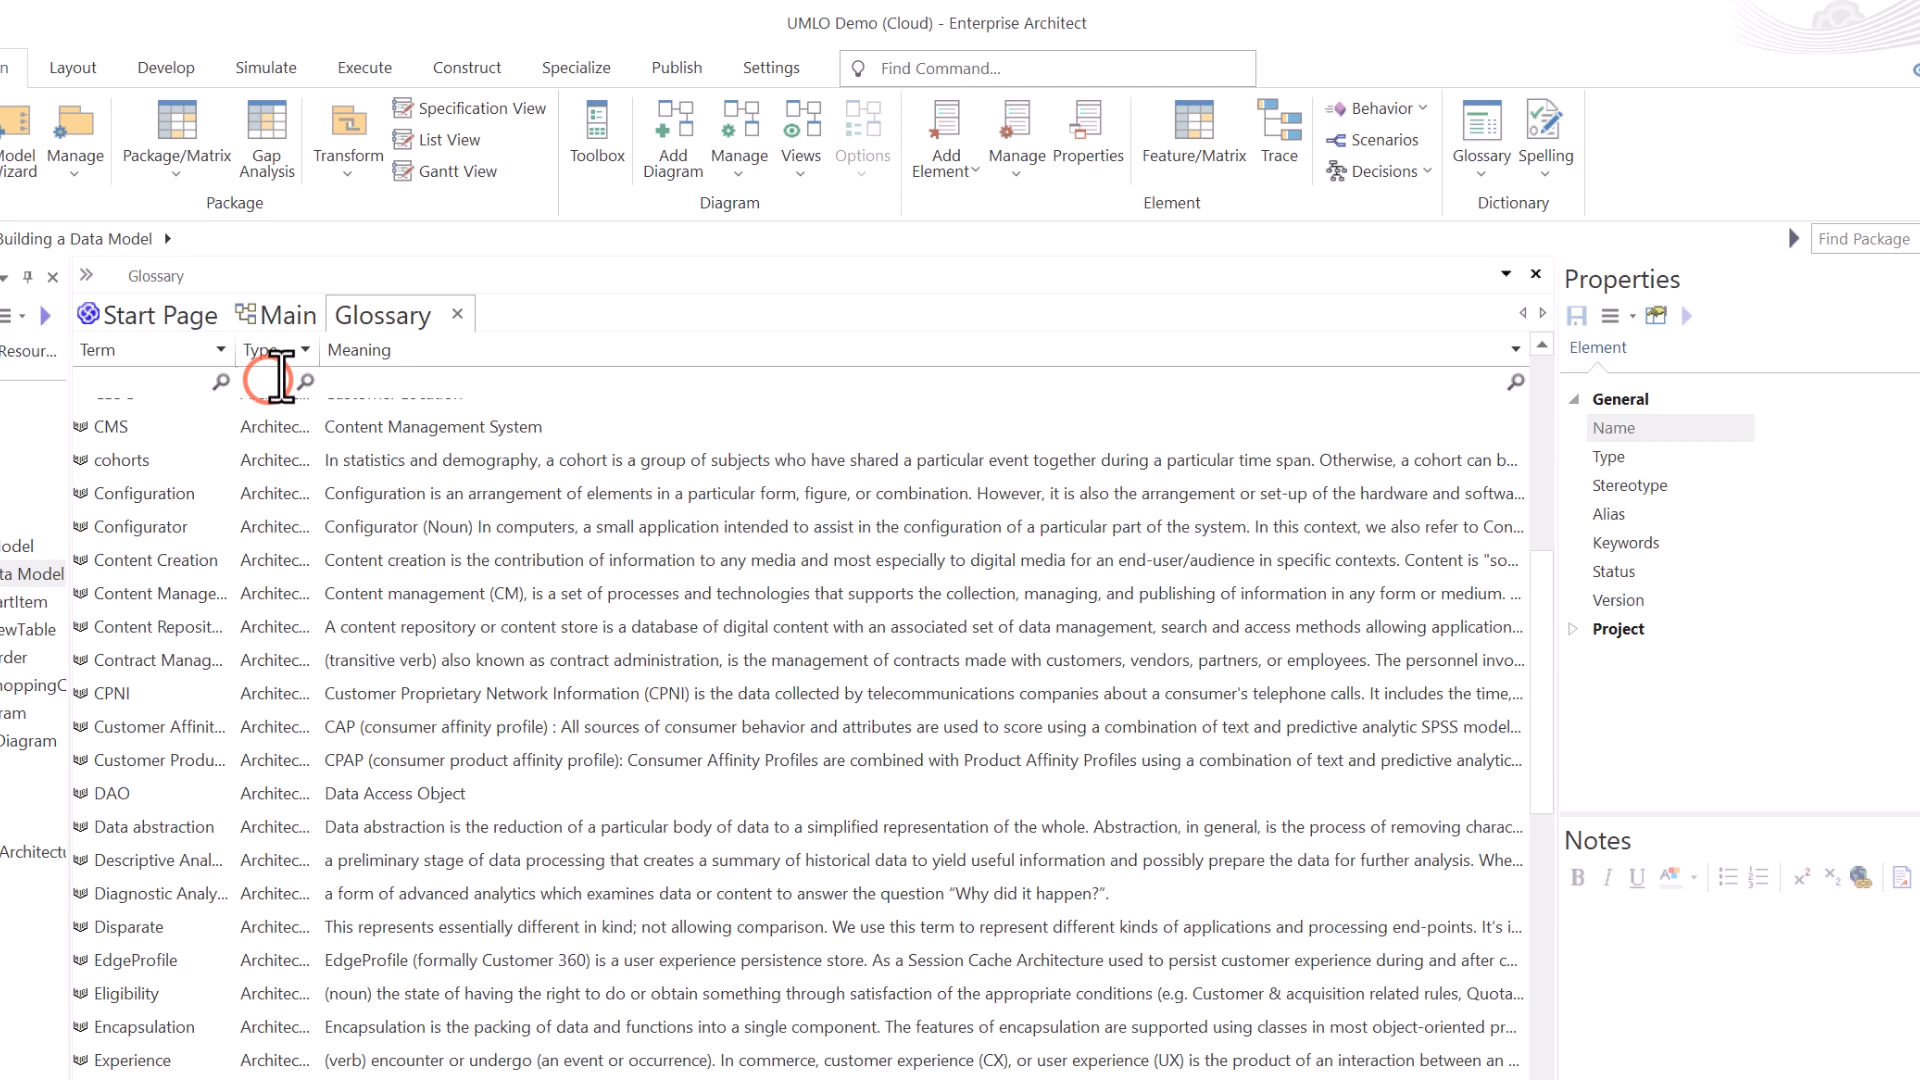 UMLO Demo (Cloud) - Enterprise Architect
n Layout Develop Simulate Execute Construct Specialize Publish Settings Find Command...
odel Wizard Manage Package/Matrix Gap Analysis Transform Specification View
List View
Gantt View
Toolbox Add Diagram Manage Views Options
Add Element Manage Properties Feature/Matrix Trace
Behavior
Scenarios
Decisions
Glossary Spelling
Package Diagram Element Dictionary
Building a Data Model Find Package
Glossary
Start Page Main Glossary
Term Type Meaning
CMS Architec... Content Management System
cohorts Architec... In statistics and demography, a cohort is a group of subjects who have shared a particular event together during a particular time span. Otherwise, a cohort can b...
Configuration Architec... Configuration is an arrangement of elements in a particular form, figure, or combination. However, it is also the arrangement or set-up of the hardware and softwa...
Configurator Architec... Configurator (Noun) In computers, a small application intended to assist in the configuration of a particular part of the system. In this context, we also refer to Con...
Content Creation Architec... Content creation is the contribution of information to any media and most especially to digital media for an end-user/audience in specific contexts. Content is "so...
Content Manage... Architec... Content management (CM), is a set of processes and technologies that supports the collection, managing, and publishing of information in any form or medium. ...
Content Reposit... Architec... A content repository or content store is a database of digital content with an associated set of data management, search and access methods allowing application...
Contract Manag... Architec... (transitive verb) also known as contract administration, is the management of contracts made with customers, vendors, partners, or employees. The personnel invo...
CPNI Architec... Customer Proprietary Network Information (CPNI) is the data collected by telecommunications companies about a consumer's telephone calls. It includes the time,...
Customer Affinit... Architec... CAP (consumer affinity profile) : All sources of consumer behavior and attributes are used to score using a combination of text and predictive analytic SPSS model...
Customer Produ... Architec... CPAP (consumer product affinity profile): Consumer Affinity Profiles are combined with Product Affinity Profiles using a combination of text and predictive analytic...
DAO Architec... Data Access Object
Data abstraction Architec... Data abstraction is the reduction of a particular body of data to a simplified representation of the whole. Abstraction, in general, is the process of removing charac...
Descriptive Anal... Architec... a preliminary stage of data processing that creates a summary of historical data to yield useful information and possibly prepare the data for further analysis. Whe...
Diagnostic Analy... Architec... a form of advanced analytics which examines data or content to answer the question “Why did it happen?”.
Disparate Architec... This represents essentially different in kind; not allowing comparison. We use this term to represent different kinds of applications and processing end-points. It's i...
EdgeProfile Architec... EdgeProfile (formally Customer 360) is a user experience persistence store. As a Session Cache Architecture used to persist customer experience during and after c...
Eligibility Architec... (noun) the state of having the right to do or obtain something through satisfaction of the appropriate conditions (e.g. Customer & acquisition related rules, Quota...
Encapsulation Architec... Encapsulation is the packing of data and functions into a single component. The features of encapsulation are supported using classes in most object-oriented pr...
Experience Architec... (verb) encounter or undergo (an event or occurrence). In commerce, customer experience (CX), or user experience (UX) is the product of an interaction between an ...
Resour...
odel
ta Model
artItem
ewTable
rder
hoppingC
ram
Diagram
Architectu
Properties
Element
General
Name
Type
Stereotype
Alias
Keywords
Status
Version
Project
Notes
B I U